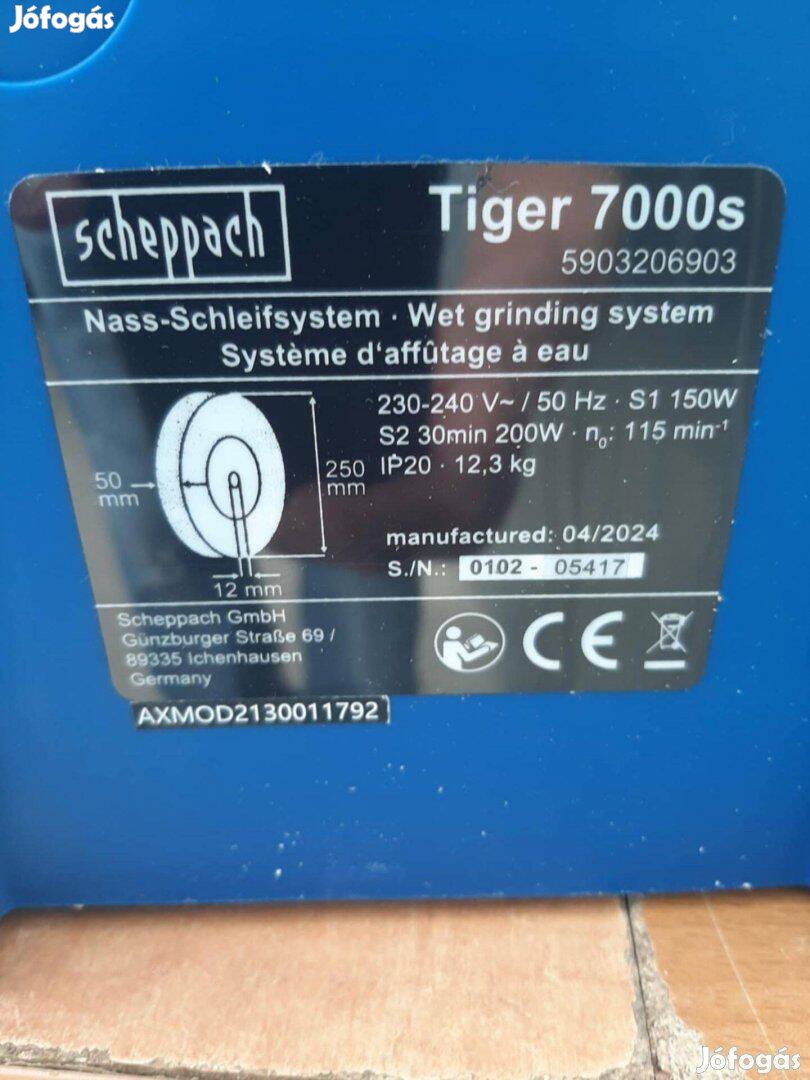 Jófogás
scheppach
Tiger 7000s
5903206903
Nass-Schleifsystem · Wet grinding system
Système d'affûtage à eau
50
mm
250
mm
12 mm
230-240 V~ / 50 Hz · S1 150W
S2 30min 200W · n₀: 115 min⁻¹
IP20 · 12,3 kg
manufactured: 04/2024
S./N.: 0102 - 05417
Scheppach GmbH
Günzburger Straße 69 /
89335 Ichenhausen
Germany
CE
AXMOD2130011792
Jófogás